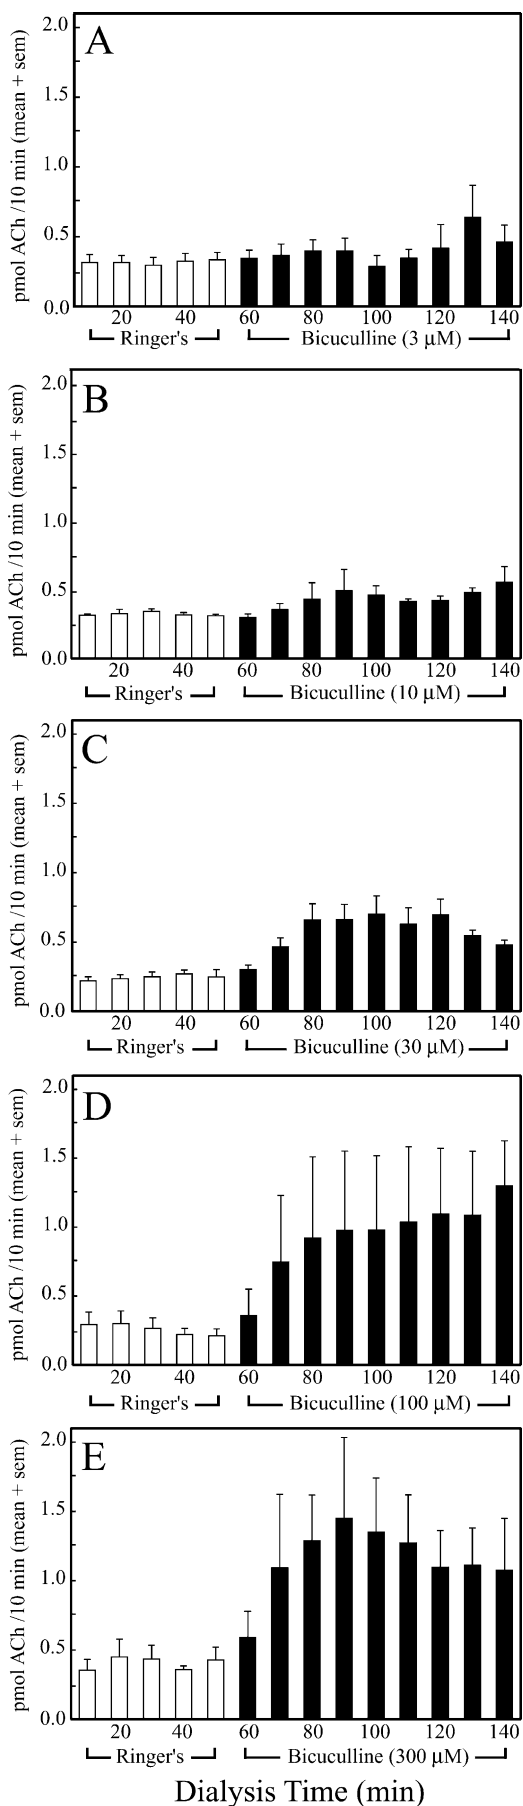 A
pmol ACh /10 min (mean + sem)
2.0
1.5
1.0
0.5
0.0
20 40 60 80 100 120 140
Ringer's Bicuculline (3 µM)
B
pmol ACh /10 min (mean + sem)
2.0
1.5
1.0
0.5
0.0
20 40 60 80 100 120 140
Ringer's Bicuculline (10 µM)
C
pmol ACh /10 min (mean + sem)
2.0
1.5
1.0
0.5
0.0
20 40 60 80 100 120 140
Ringer's Bicuculline (30 µM)
D
pmol ACh /10 min (mean + sem)
2.0
1.5
1.0
0.5
0.0
20 40 60 80 100 120 140
Ringer's Bicuculline (100 µM)
E
pmol ACh /10 min (mean + sem)
2.0
1.5
1.0
0.5
0.0
20 40 60 80 100 120 140
Ringer's Bicuculline (300 µM)
Dialysis Time (min)